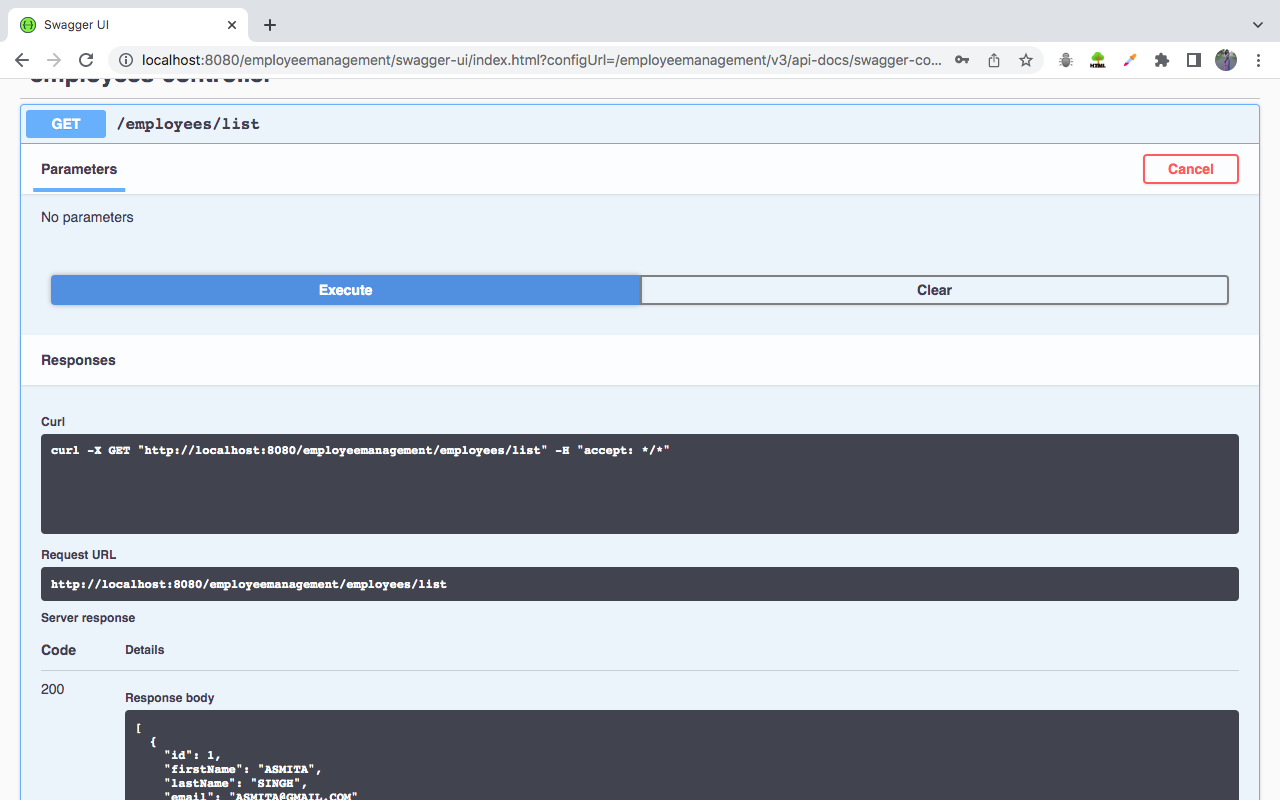 Swagger UI
localhost:8080/employeemanagement/swagger-ui/index.html?configUrl=/employeemanagement/v3/api-docs/swagger-co...
HTML
employees-controller
GET /employees/list
Parameters Cancel
No parameters
Execute Clear
Responses
Curl
curl -X GET "http://localhost:8080/employeemanagement/employees/list" -H "accept: */*"
Request URL
http://localhost:8080/employeemanagement/employees/list
Server response
Code Details
200
Response body
[
{
"id": 1,
"firstName": "ASMITA",
"lastName": "SINGH",
"email": "ASMITA@GMAIL.COM"